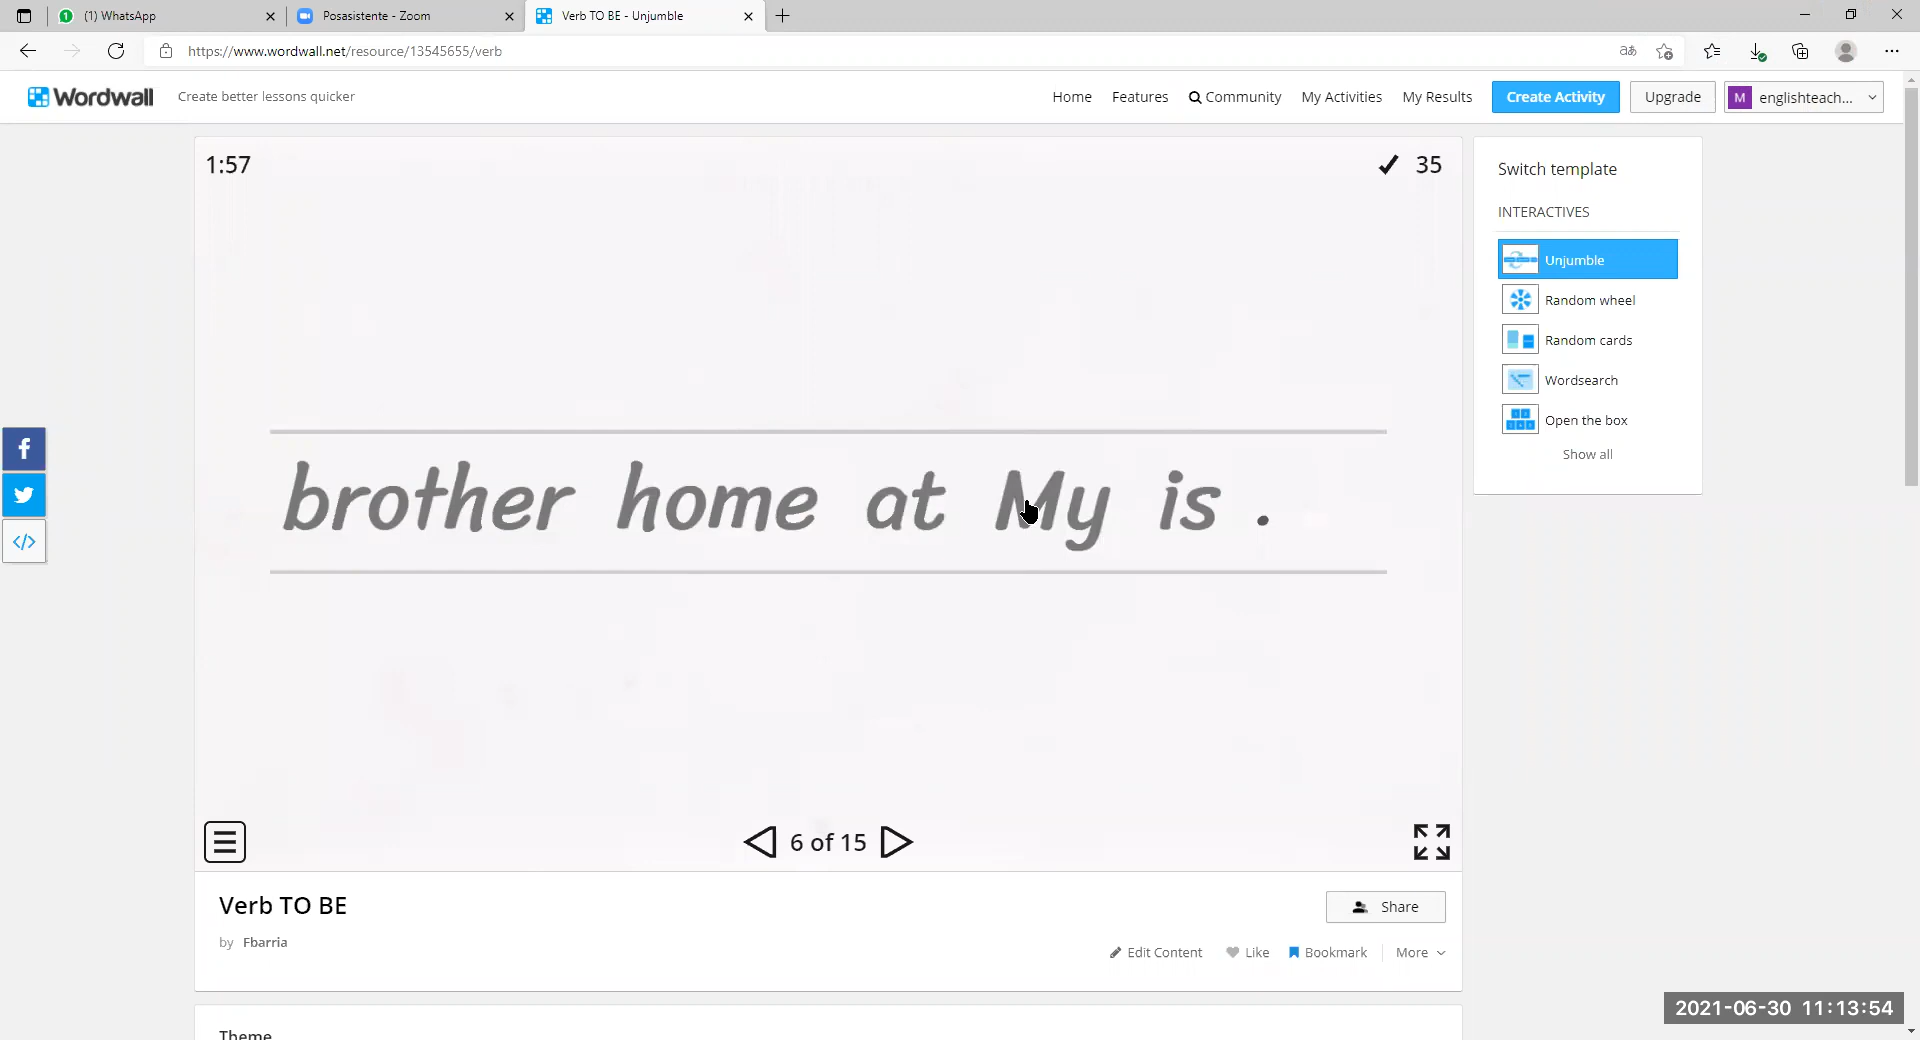 (1) WhatsApp
Posasistente - Zoom
Verb TO BE - Unjumble
https://www.wordwall.net/resource/13545655/verb
Wordwall
Create better lessons quicker
Home
Features
Community
My Activities
My Results
Create Activity
Upgrade
M
englishteach...
1:57
35
Switch template
INTERACTIVES
Unjumble
Random wheel
Random cards
Wordsearch
Open the box
Show all
brother home at My is .
6 of 15
Verb TO BE
by Fbarria
Share
Edit Content
Like
Bookmark
More
Theme
2021-06-30 11:13:54